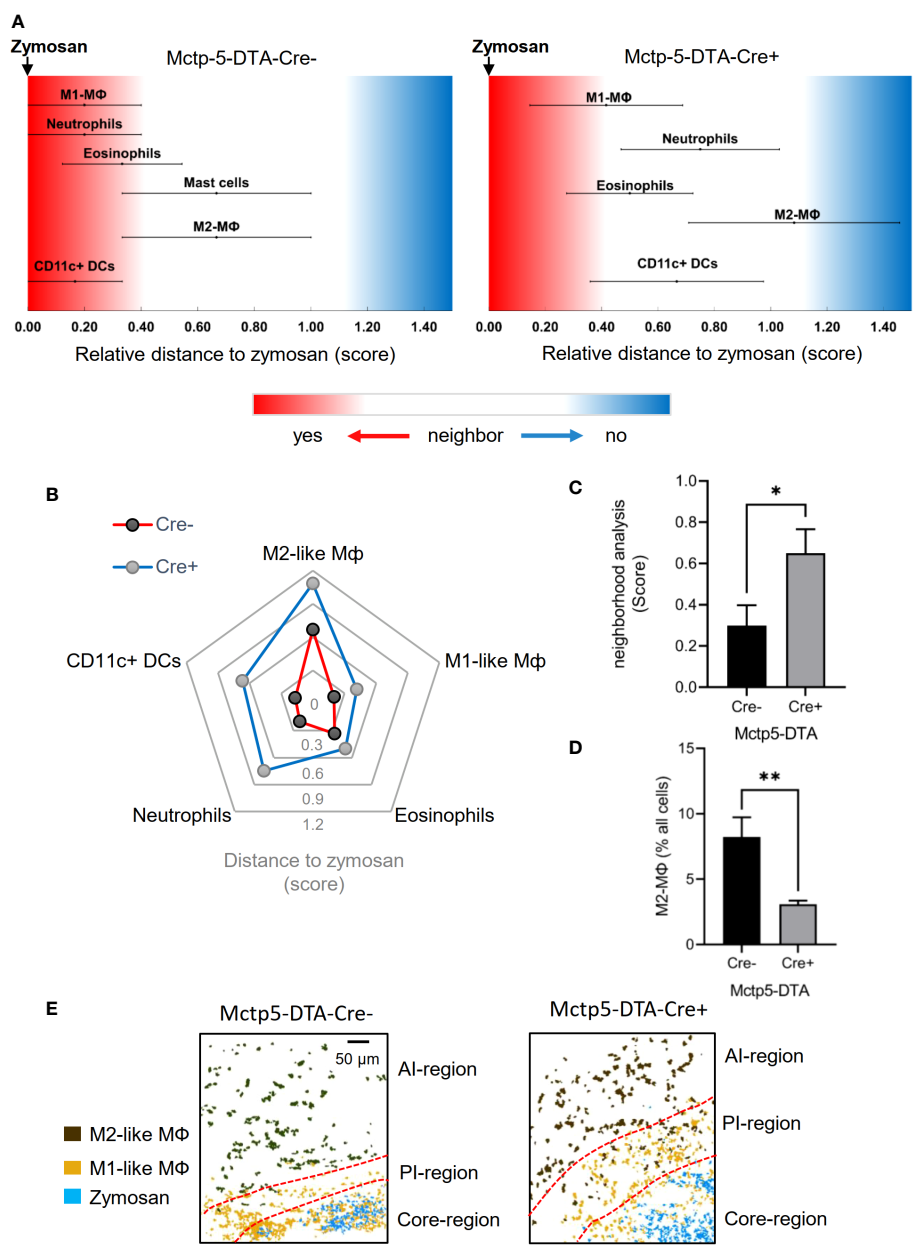 A
Zymosan
Mctp-5-DTA-Cre-
M1-MΦ
Neutrophils
Eosinophils
Mast cells
M2-MΦ
CD11c+ DCs
0.00 0.20 0.40 0.60 0.80 1.00 1.20 1.40
Relative distance to zymosan (score)
Zymosan
Mctp-5-DTA-Cre+
M1-MΦ
Neutrophils
Eosinophils
M2-MΦ
CD11c+ DCs
0.00 0.20 0.40 0.60 0.80 1.00 1.20 1.40
Relative distance to zymosan (score)
yes neighbor no
B
Cre-
Cre+
M2-like Mφ
CD11c+ DCs
M1-like Mφ
0
0.3
0.6
0.9
1.2
Neutrophils
Eosinophils
Distance to zymosan
(score)
C
neighborhood analysis
(Score)
1.0
0.8
0.6
0.4
0.2
0.0
*
Cre- Cre+
Mctp5-DTA
D
M2-MΦ (% all cells)
15
10
5
0
**
Cre- Cre+
Mctp5-DTA
E
Mctp5-DTA-Cre-
Mctp5-DTA-Cre+
50 µm
AI-region
PI-region
Core-region
AI-region
PI-region
Core-region
M2-like MΦ
M1-like MΦ
Zymosan